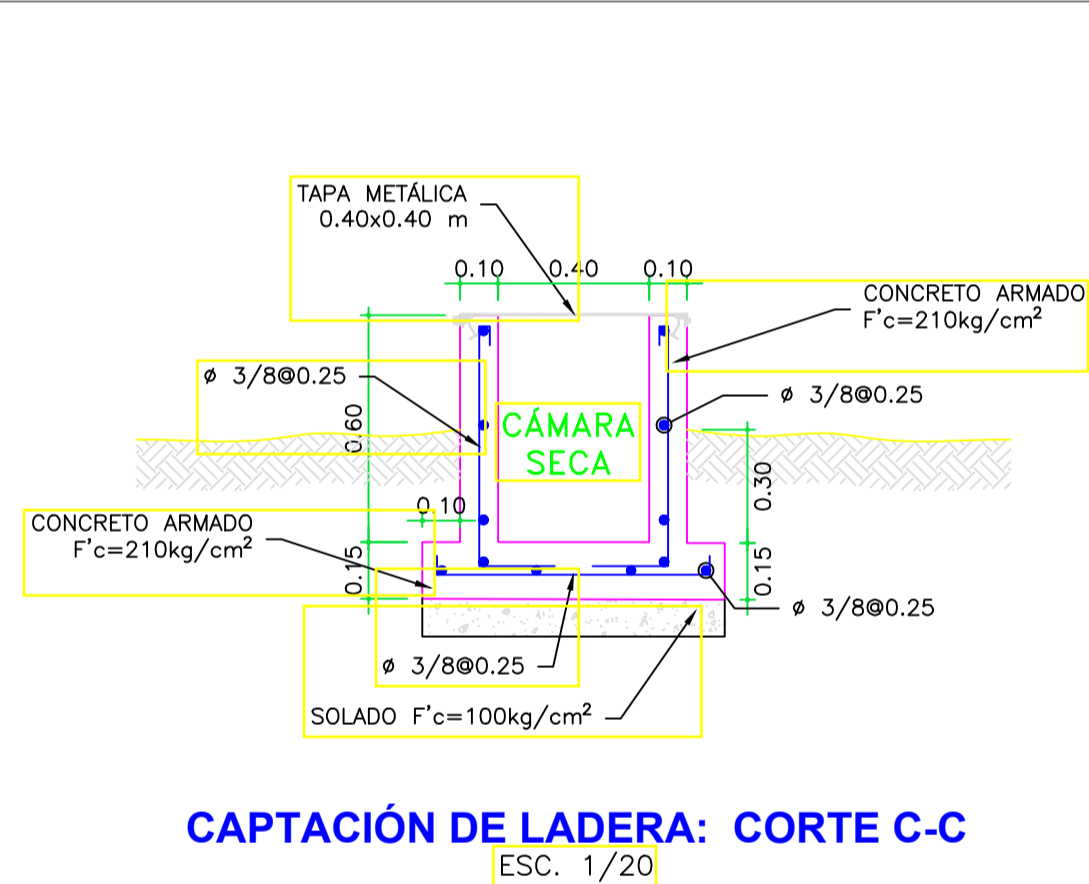 TAPA METÁLICA
0.40x0.40 m
0.10 0.40 0.10
CONCRETO ARMADO
F'c=210kg/cm²
ø 3/8@0.25
ø 3/8@0.25
0.60
CÁMARA
SECA
0.30
0.10
CONCRETO ARMADO
F'c=210kg/cm²
0.15
0.15
ø 3/8@0.25
ø 3/8@0.25
SOLADO F'c=100kg/cm²
CAPTACIÓN DE LADERA: CORTE C-C
ESC. 1/20